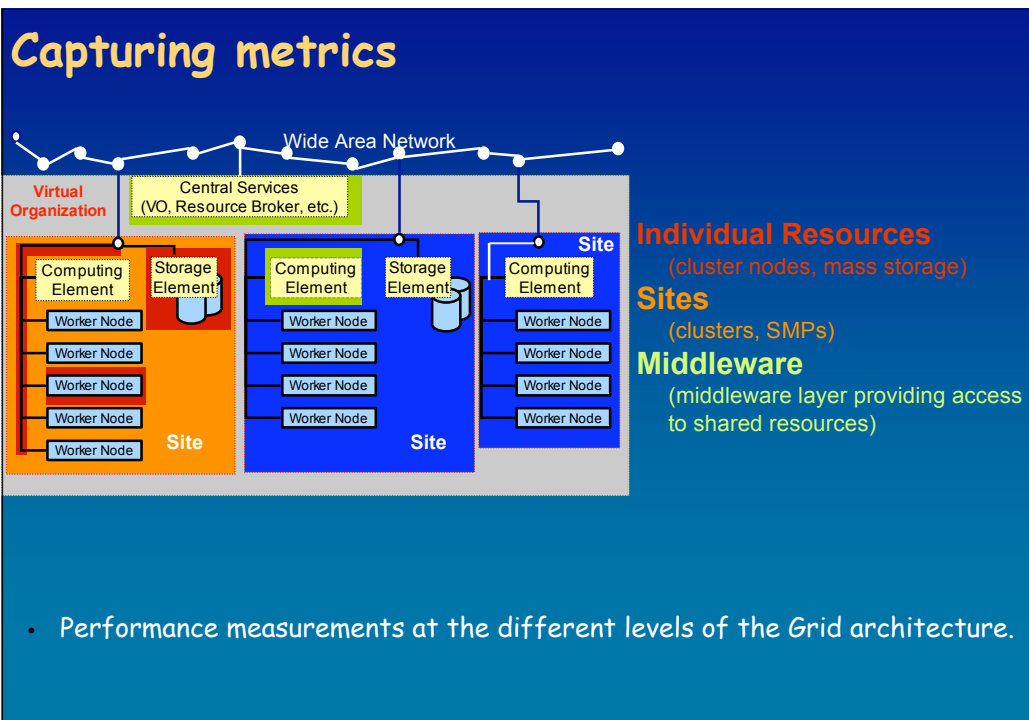 Capturing metrics
Wide Area Network
Virtual
Organization
Central Services
(VO, Resource Broker, etc.)
Computing
Element
Storage
Element
Worker Node
Worker Node
Worker Node
Worker Node
Worker Node
Site
Computing
Element
Storage
Element
Worker Node
Worker Node
Worker Node
Worker Node
Site
Site
Computing
Element
Worker Node
Worker Node
Worker Node
Worker Node
Individual Resources
(cluster nodes, mass storage)
Sites
(clusters, SMPs)
Middleware
(middleware layer providing access
to shared resources)
• Performance measurements at the different levels of the Grid architecture.